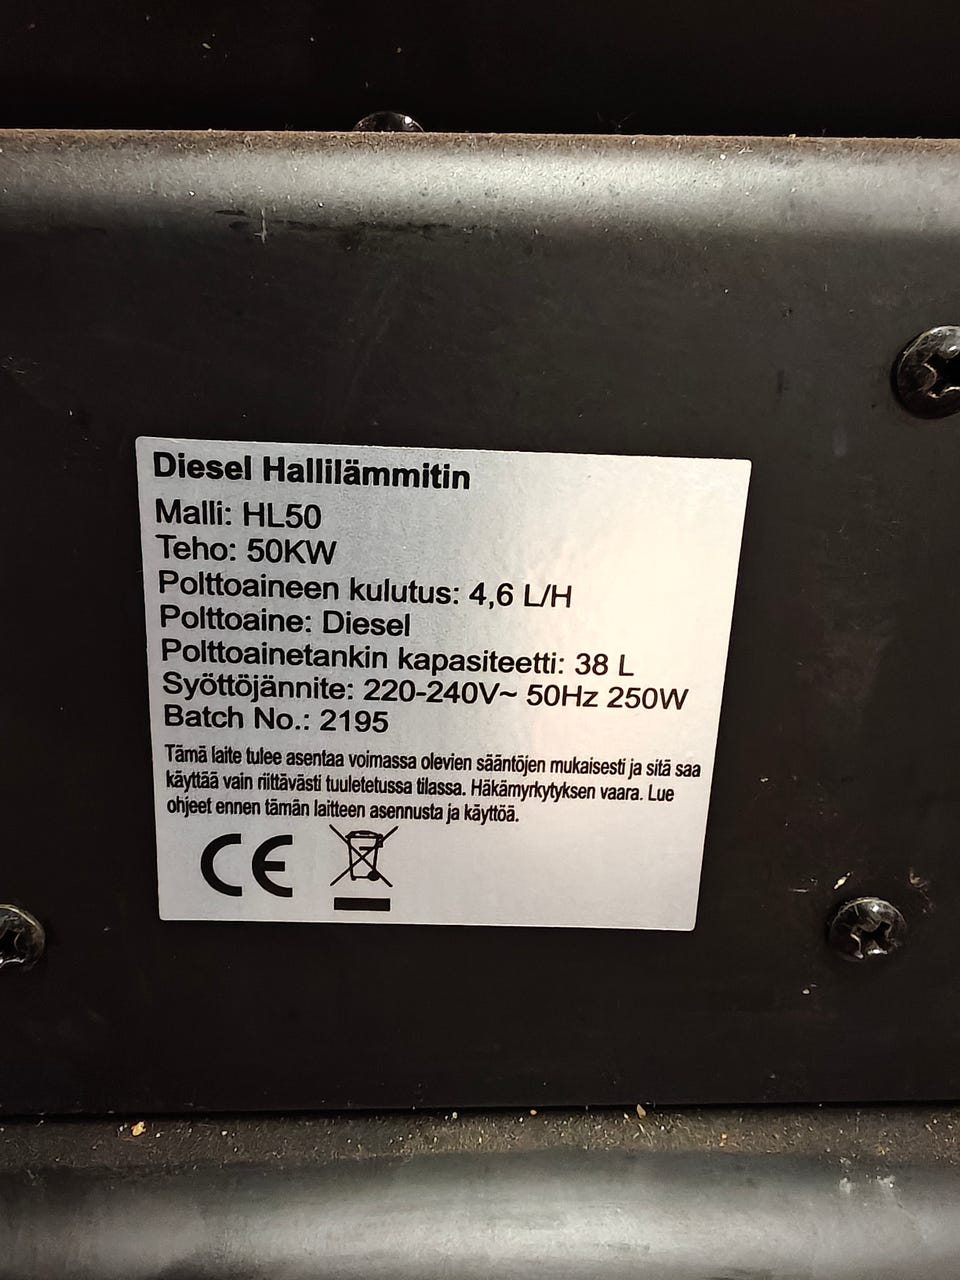 Diesel Hallilämmitin
Malli: HL50
Teho: 50KW
Polttoaineen kulutus: 4,6 L/H
Polttoaine: Diesel
Polttoainetankin kapasiteetti: 38 L
Syöttöjännite: 220-240V~ 50Hz 250W
Batch No.: 2195
Tämä laite tulee asentaa voimassa olevien sääntöjen mukaisesti ja sitä saa
käyttää vain riittävästi tuuletetussa tilassa. Häkämyrkytyksen vaara. Lue
ohjeet ennen tämän laitteen asennusta ja käyttöä.
CE